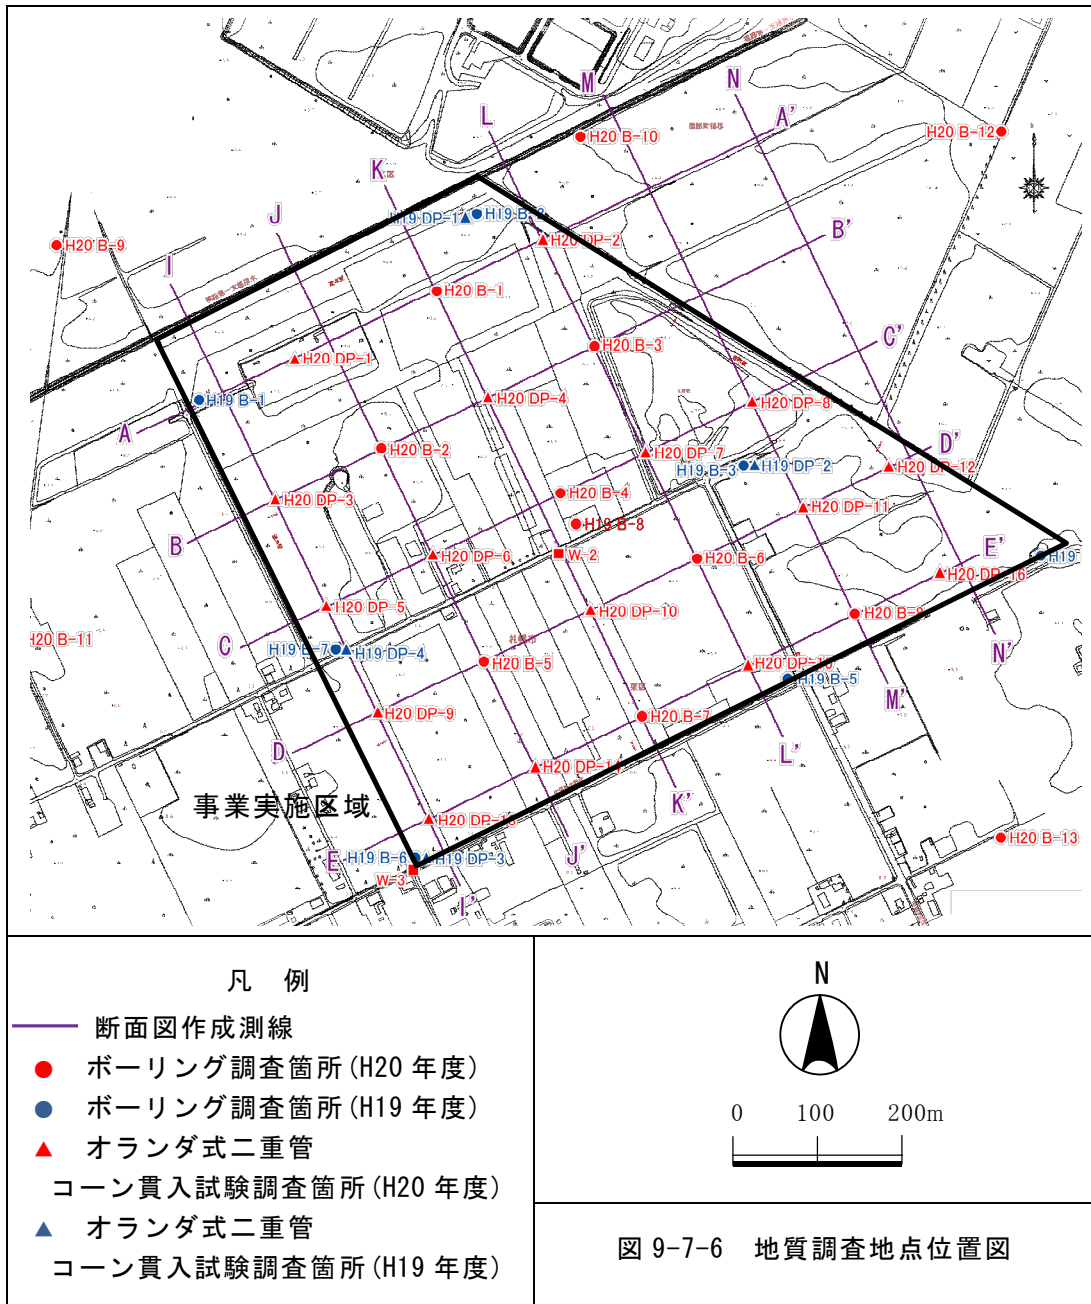 M
N
L
A'
H20 B-10
H20 B-12
K
J
H19 DP-1
H19 B-2
H20 DP-2
B'
H20 B-9
I
H20 B-1
H20 B-3
C'
H20 DP-1
H19 B-1
H20 DP-4
H20 DP-8
A
D'
H20 B-2
H20 DP-7
H19 B-3
H19 DP-2
H20 DP-12
H20 DP-3
H20 B-4
H20 DP-11
B
H19 B-8
W-2
H20 DP-6
H20 B-6
E'
H19
H20 DP-16
H20 DP-5
H20 DP-10
H20 B-8
H20 B-11
C
札幌市
H19 B-7
H19 DP-4
H20 B-5
H20 DP-15
N'
H19 B-5
東区
M'
H20 DP-9
H20 B-7
D
L'
H20 DP-14
K'
事業実施区域
H20 DP-13
J'
H20 B-13
E
H19 B-6
H19 DP-3
W-3
I'
凡 例
断面図作成測線
ボーリング調査箇所(H20 年度)
ボーリング調査箇所(H19 年度)
オランダ式二重管
コーン貫入試験調査箇所(H20 年度)
オランダ式二重管
コーン貫入試験調査箇所(H19 年度)
N
0 100 200m
図 9-7-6 地質調査地点位置図